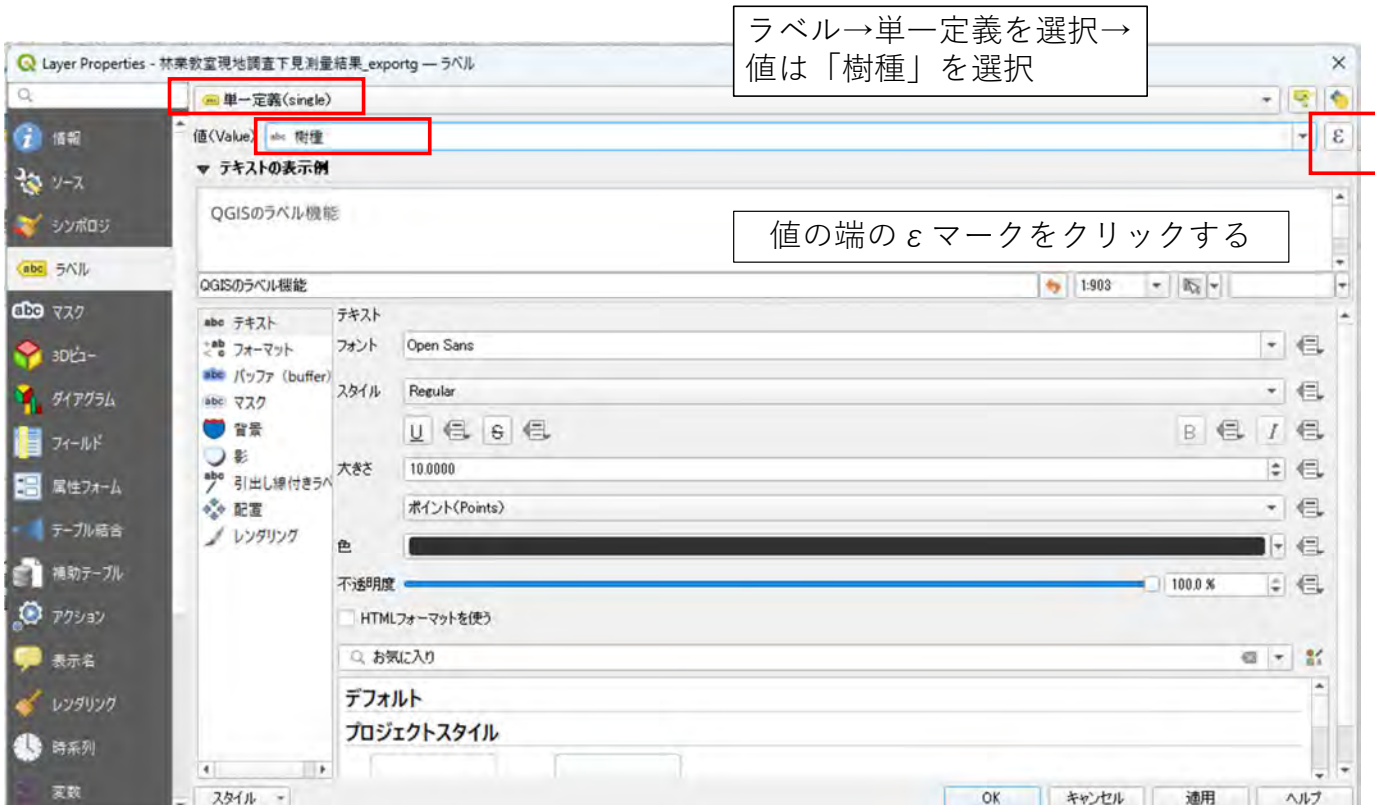 ラベル→単一定義を選択→
値は「樹種」を選択
Layer Properties - 林業教室現地調査下見測量結果_exportg — ラベル
単一定義(single)
情報
値(Value)
abc 樹種
ε
▼ テキストの表示例
ソース
QGISのラベル機能
シンボロジ
値の端のεマークをクリックする
abc ラベル
QGISのラベル機能
1:903
abc マスク
abc テキスト
テキスト
フォーマット
フォント
Open Sans
3Dビュー
abc バッファ (buffer)
スタイル
Regular
abc マスク
ダイアグラム
背景
U
S
B
I
フィールド
影
大きさ
10.0000
abc 引出し線付きラベ
属性フォーム
配置
ポイント(Points)
テーブル結合
レンダリング
色
補助テーブル
不透明度
100.0 %
アクション
HTMLフォーマットを使う
表示名
お気に入り
レンダリング
デフォルト
プロジェクトスタイル
時系列
変数
スタイル
OK
キャンセル
適用
ヘルプ